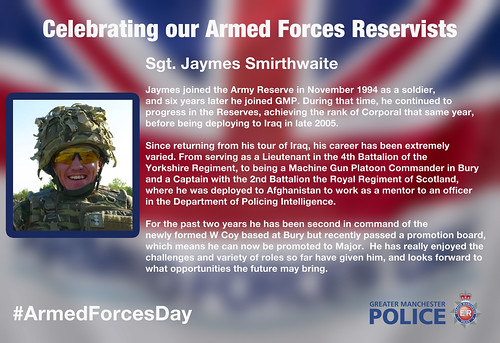 Celebrating our Armed Forces Reservists
Sgt. Jaymes Smirthwaite
Jaymes joined the Army Reserve in November 1994 as a soldier,
and six years later he joined GMP. During that time, he continued to
progress in the Reserves, achieving the rank of Corporal that same year,
before being deploying to Iraq in late 2005.
Since returning from his tour of Iraq, his career has been extremely
varied. From serving as a Lieutenant in the 4th Battalion of the
Yorkshire Regiment, to being a Machine Gun Platoon Commander in Bury
and a Captain with the 2nd Battalion the Royal Regiment of Scotland,
where he was deployed to Afghanistan to work as a mentor to an officer
in the Department of Policing Intelligence.
For the past two years he has been second in command of the
newly formed W Coy based at Bury but recently passed a promotion board,
which means he can now be promoted to Major. He has really enjoyed the
challenges and variety of roles so far have given him, and looks forward to
what opportunities the future may bring.
#ArmedForcesDay
GREATER MANCHESTER
POLICE
ER